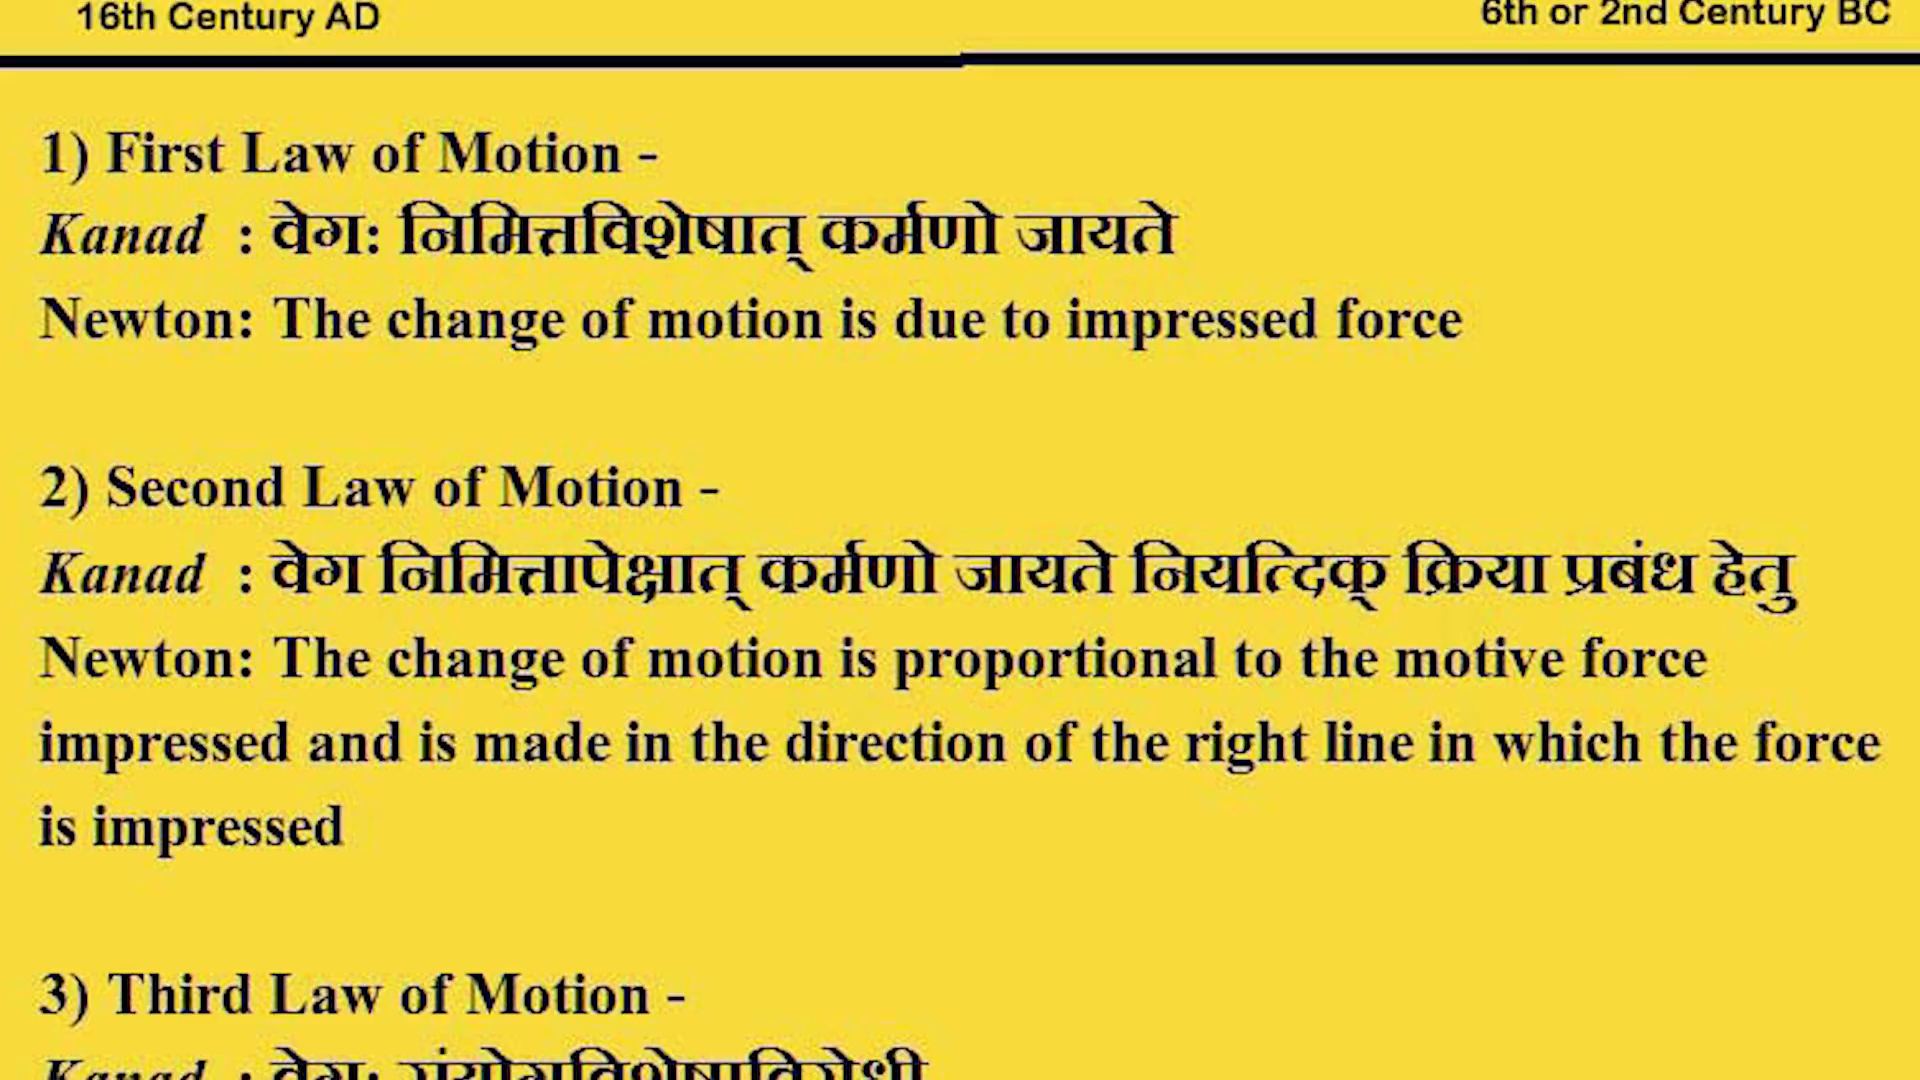 16th Century AD
6th or 2nd Century BC
1) First Law of Motion -
Kanad : वेग: निमित्तविशेषात् कर्मणो जायते
Newton: The change of motion is due to impressed force
2) Second Law of Motion -
Kanad : वेग निमित्तापेक्षात् कर्मणो जायते नियत्दिक् क्रिया प्रबंध हेतु
Newton: The change of motion is proportional to the motive force
impressed and is made in the direction of the right line in which the force
is impressed
3) Third Law of Motion -
Kanad : वेग: संयोगविशेषाविरोधी